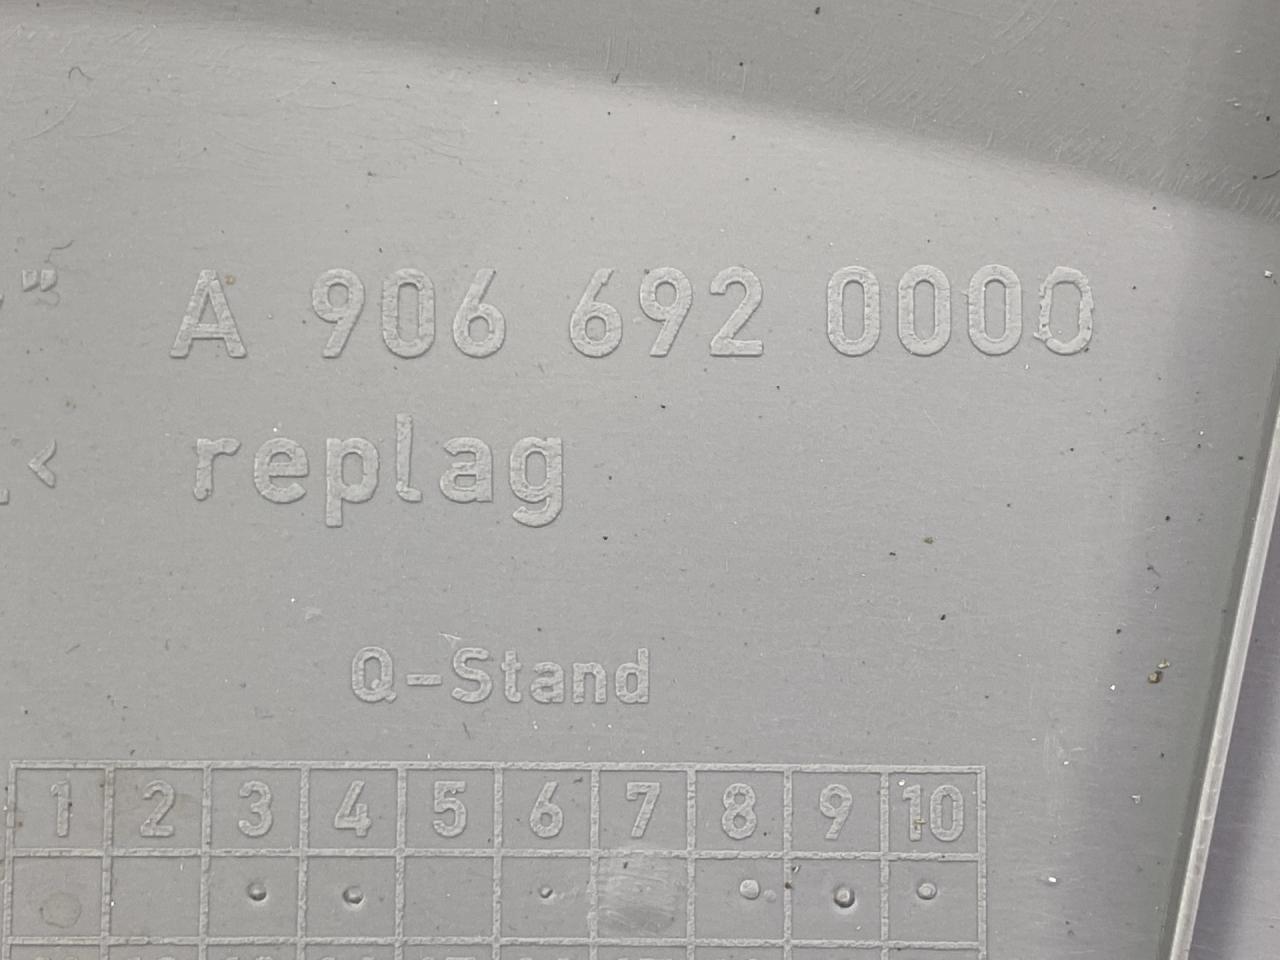 " A 906 692 0000
< replag
Q-Stand
1 2 3 4 5 6 7 8 9 10